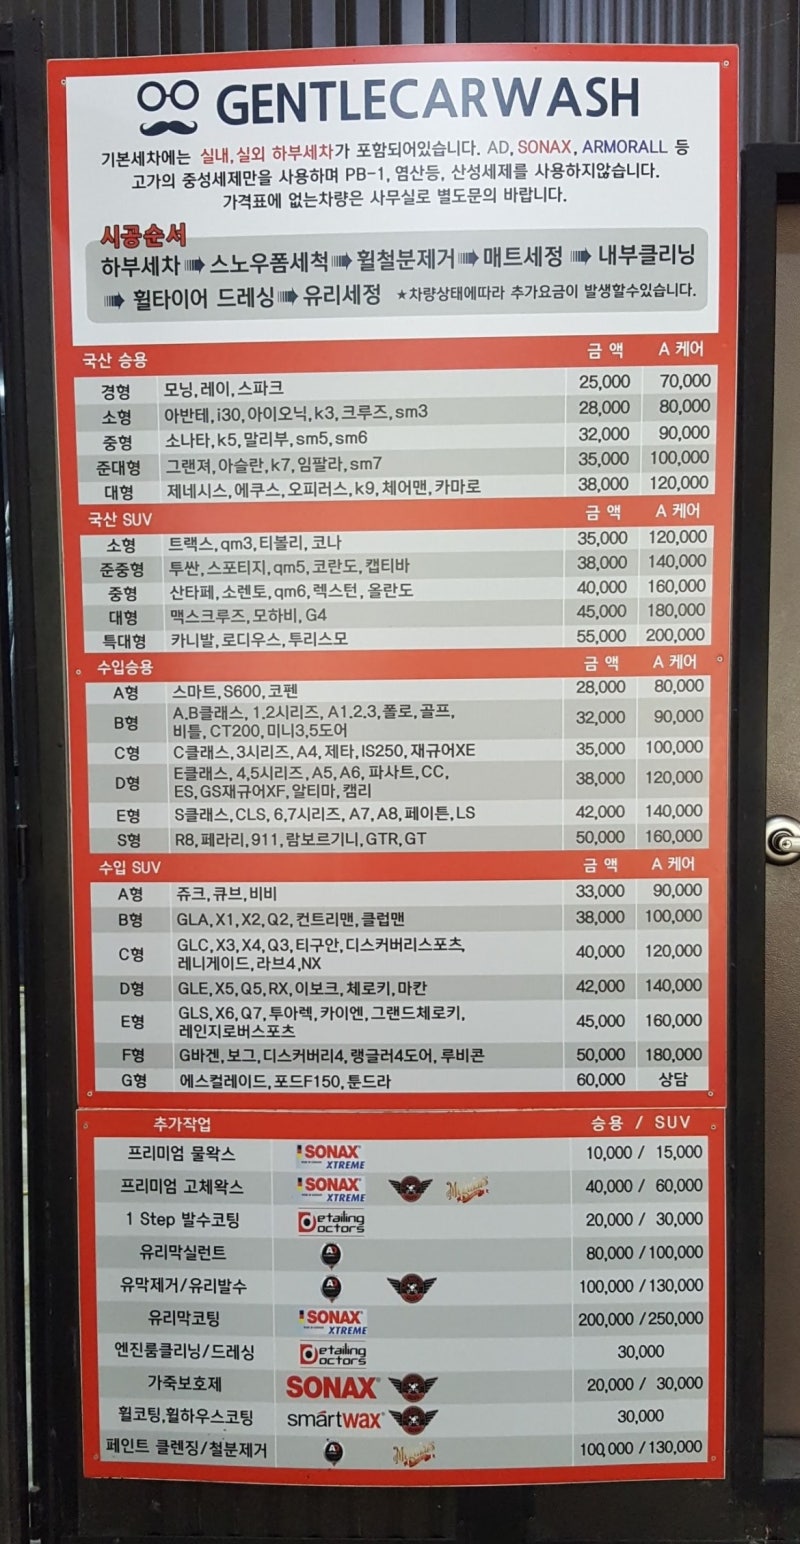 GENTLECARWASH
기본세차에는 실내,실외 하부세차가 포함되어있습니다. AD, SONAX, ARMORALL 등
고가의 중성세제만을 사용하며 PB-1, 염산등, 산성세제를 사용하지않습니다.
가격표에 없는차량은 사무실로 별도문의 바랍니다.
시공순서
하부세차 ➠ 스노우폼세척 ➠ 휠철분제거 ➠ 매트세정 ➠ 내부클리닝
➠ 휠타이어 드레싱 ➠ 유리세정 ★차량상태에따라 추가요금이 발생할수있습니다.
국산 승용 금 액 A 케어
경형 모닝,레이,스파크 25,000 70,000
소형 아반테,i30,아이오닉,k3,크루즈,sm3 28,000 80,000
중형 소나타,k5,말리부,sm5,sm6 32,000 90,000
준대형 그랜져,아슬란,k7,임팔라,sm7 35,000 100,000
대형 제네시스,에쿠스,오피러스,k9,체어맨,카마로 38,000 120,000
국산 SUV 금 액 A 케어
소형 트랙스,qm3,티볼리,코나 35,000 120,000
준중형 투싼,스포티지,qm5,코란도,캡티바 38,000 140,000
중형 산타페,소렌토,qm6,렉스턴,올란도 40,000 160,000
대형 맥스크루즈,모하비,G4 45,000 180,000
특대형 카니발,로디우스,투리스모 55,000 200,000
수입승용 금 액 A 케어
A형 스마트,S600,코펜 28,000 80,000
B형 A.B클래스, 1.2시리즈, A1.2.3,폴로,골프, 32,000 90,000
비틀,CT200,미니3,5도어
C형 C클래스,3시리즈,A4,제타,IS250,재규어XE 35,000 100,000
D형 E클래스, 4,5시리즈,A5,A6, 파사트,CC, 38,000 120,000
ES,GS재규어XF,알티마,캠리
E형 S클래스,CLS, 6,7시리즈, A7,A8,페이톤,LS 42,000 140,000
S형 R8,페라리,911,람보르기니,GTR,GT 50,000 160,000
수입 SUV 금 액 A 케어
A형 쥬크,큐브,비비 33,000 90,000
B형 GLA,X1,X2,Q2,컨트리맨,클럽맨 38,000 100,000
C형 GLC,X3,X4,Q3,티구안,디스커버리스포츠, 40,000 120,000
레니게이드,라브4,NX
D형 GLE,X5,Q5,RX,이보크,체로키,마칸 42,000 140,000
E형 GLS,X6,Q7,투아렉,카이엔,그랜드체로키, 45,000 160,000
레인지로버스포츠
F형 G바겐,보그,디스커버리4,랭글러4도어,루비콘 50,000 180,000
G형 에스컬레이드,포드F150,툰드라 60,000 상담
추가작업 승용 / SUV
프리미엄 물왁스 SONAX XTREME 10,000 / 15,000
프리미엄 고체왁스 SONAX XTREME Meguiar's 40,000 / 60,000
1 Step 발수코팅 Detailing Doctors 20,000 / 30,000
유리막실런트 80,000 /100,000
유막제거/유리발수 100,000 /130,000
유리막코팅 SONAX XTREME 200,000 /250,000
엔진룸클리닝/드레싱 Detailing Doctors 30,000
가죽보호제 SONAX 20,000 / 30,000
휠코팅,휠하우스코팅 smartwax 30,000
페인트 클렌징/철분제거 Meguiar's 100,000 /130,000